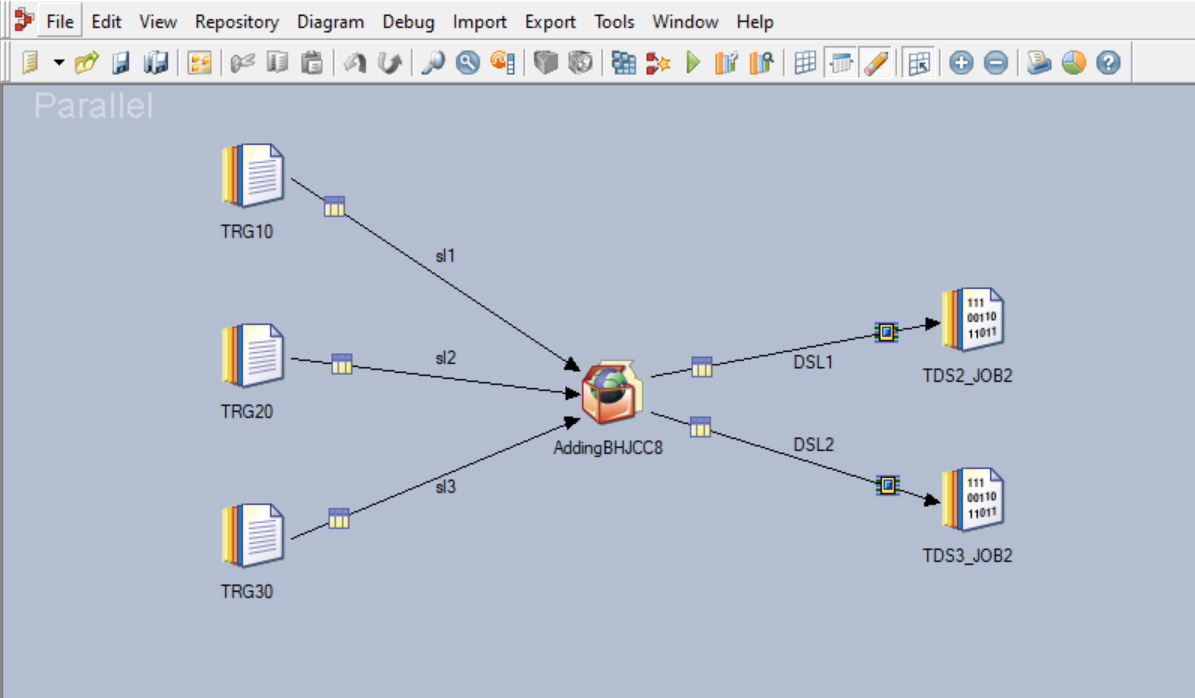 File Edit View Repository Diagram Debug Import Export Tools Window Help
Parallel
TRG10
sl1
TRG20
sl2
TRG30
sl3
AddingBHJCC8
DSL1
111
00110
11011
TDS2_JOB2
DSL2
111
00110
11011
TDS3_JOB2